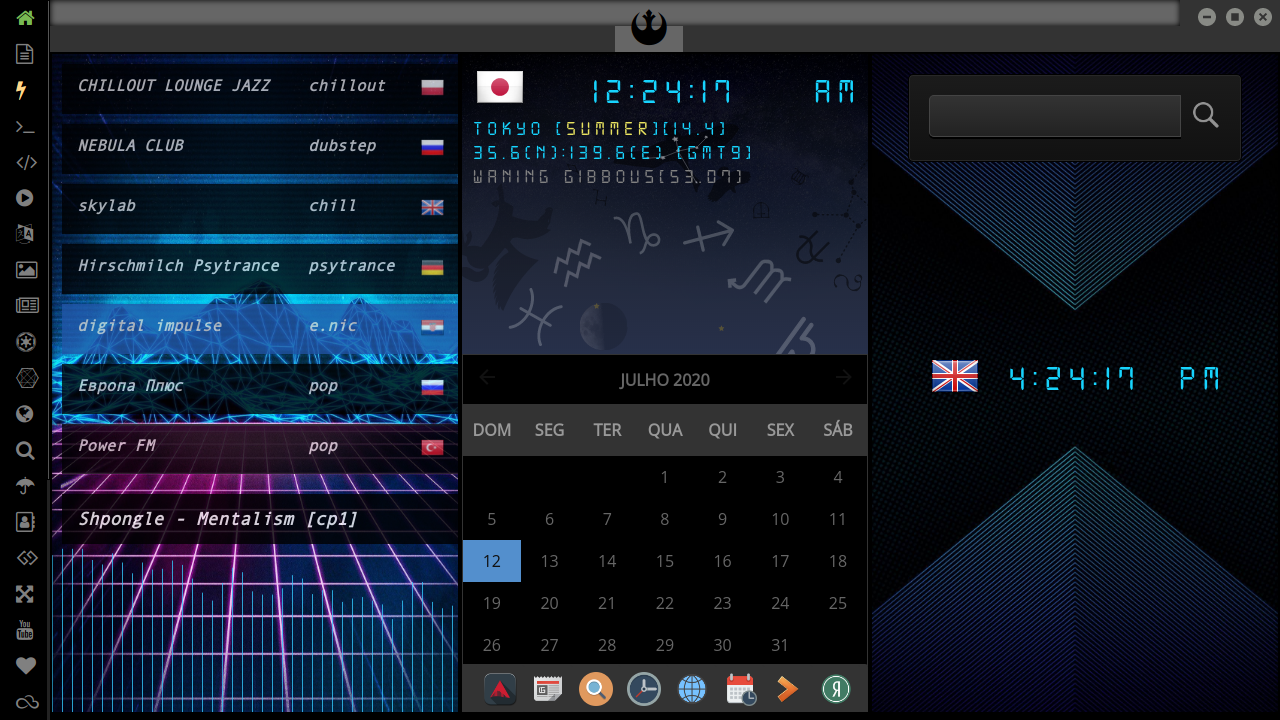 CHILLOUT LOUNGE JAZZ chillout
NEBULA CLUB dubstep
skylab chill
Hirschmilch Psytrance psytrance
digital impulse e.nic
Европа Плюс pop
Power FM pop
Shpongle - Mentalism [cp1]
12:24:17 AM
TOKYO [SUMMER][14.4]
35.6(N):139.6(E) [GMT9]
WANING GIBBOUS[53.07]
JULHO 2020
DOM SEG TER QUA QUI SEX SÁB
1 2 3 4
5 6 7 8 9 10 11
12 13 14 15 16 17 18
19 20 21 22 23 24 25
26 27 28 29 30 31
4:24:17 PM
You
Tube
Я